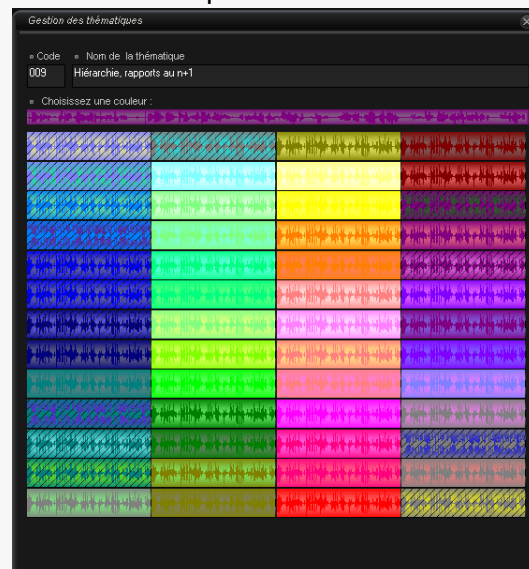 Gestion des thématiques
Code Nom de la thématique
009 Hiérarchie, rapports au n+1
Choisissez une couleur :